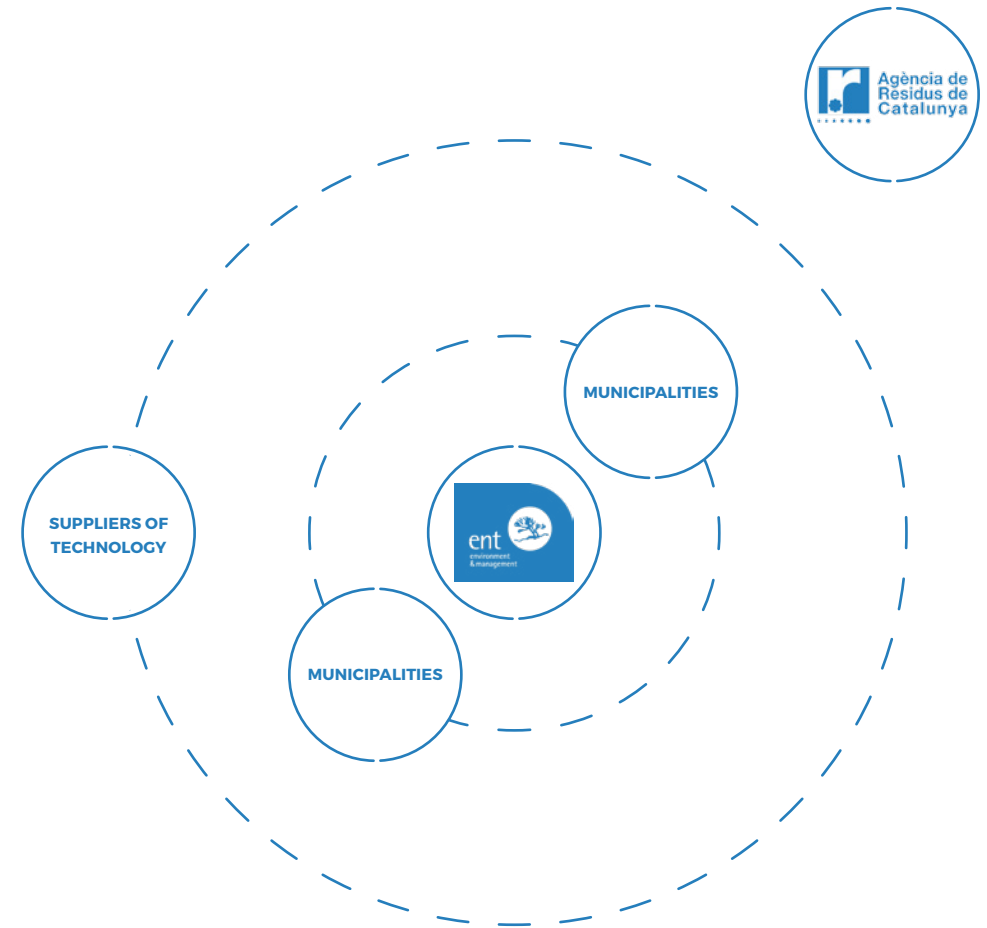 Agència de
Residus de
Catalunya
MUNICIPALITIES
SUPPLIERS OF
TECHNOLOGY
ent
environment
& management
MUNICIPALITIES